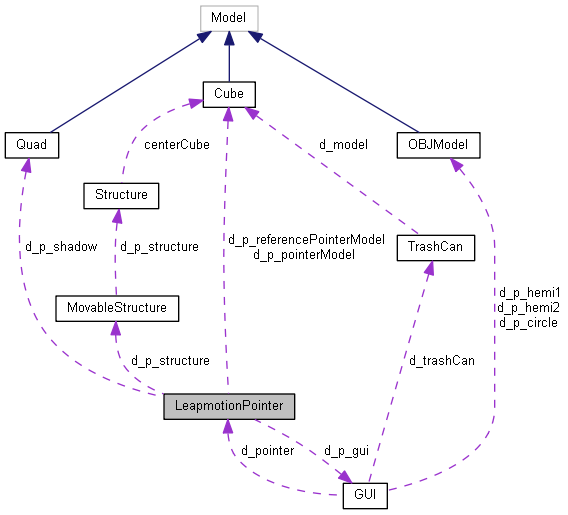 Model
Cube
Quad
centerCube
d_model
OBJModel
Structure
d_p_shadow
d_p_structure
d_p_referencePointerModel
d_p_pointerModel
TrashCan
MovableStructure
d_p_hemi1
d_p_hemi2
d_p_circle
d_p_structure
d_trashCan
LeapmotionPointer
d_pointer
d_p_gui
GUI